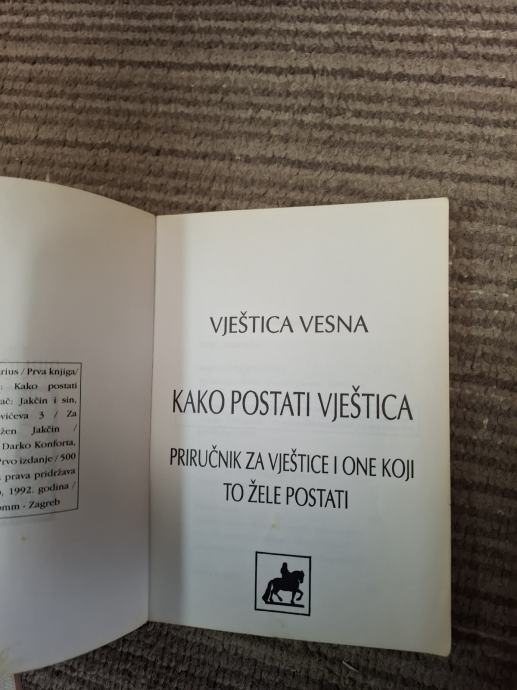 arius / Prva knjiga/
: Kako postati
ač: Jakčin i sin,
vićeva 3 / Za
žen Jakčin /
Darko Konforta,
Prvo izdanje / 500
prava pridržava
, 1992. godina /
omm - Zagreb
VJEŠTICA VESNA
KAKO POSTATI VJEŠTICA
PRIRUČNIK ZA VJEŠTICE I ONE KOJI
TO ŽELE POSTATI